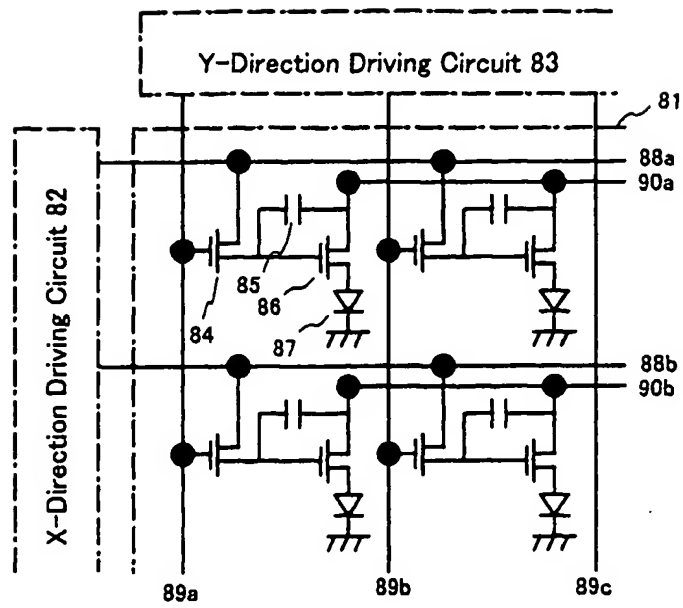 Y-Direction Driving Circuit 83
81
X-Direction Driving Circuit 82
88a
90a
84
85
86
87
88b
90b
89a
89b
89c